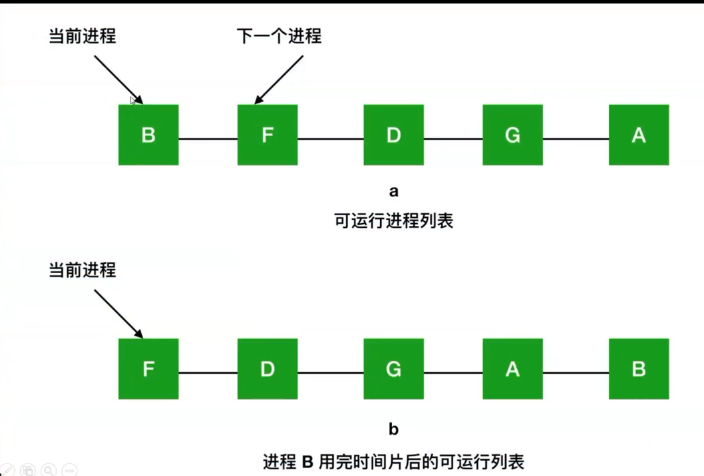 当前进程 下一个进程
B F D G A
a
可运行进程列表
当前进程
F D G A B
b
进程 B 用完时间片后的可运行列表